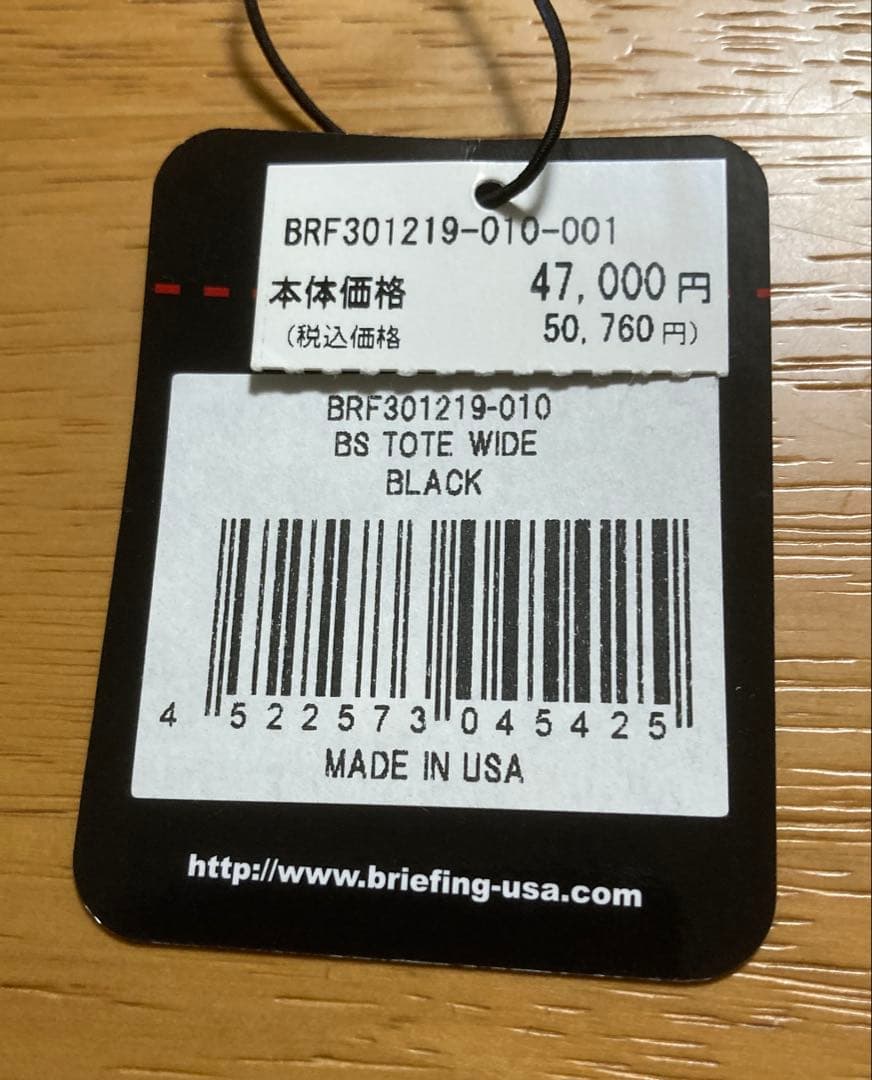 BRF301219-010-001
本体価格 47,000円
(税込価格 50,760円)
BRF301219-010
BS TOTE WIDE
BLACK
4 522573 045425
MADE IN USA
http://www.briefing-usa.com